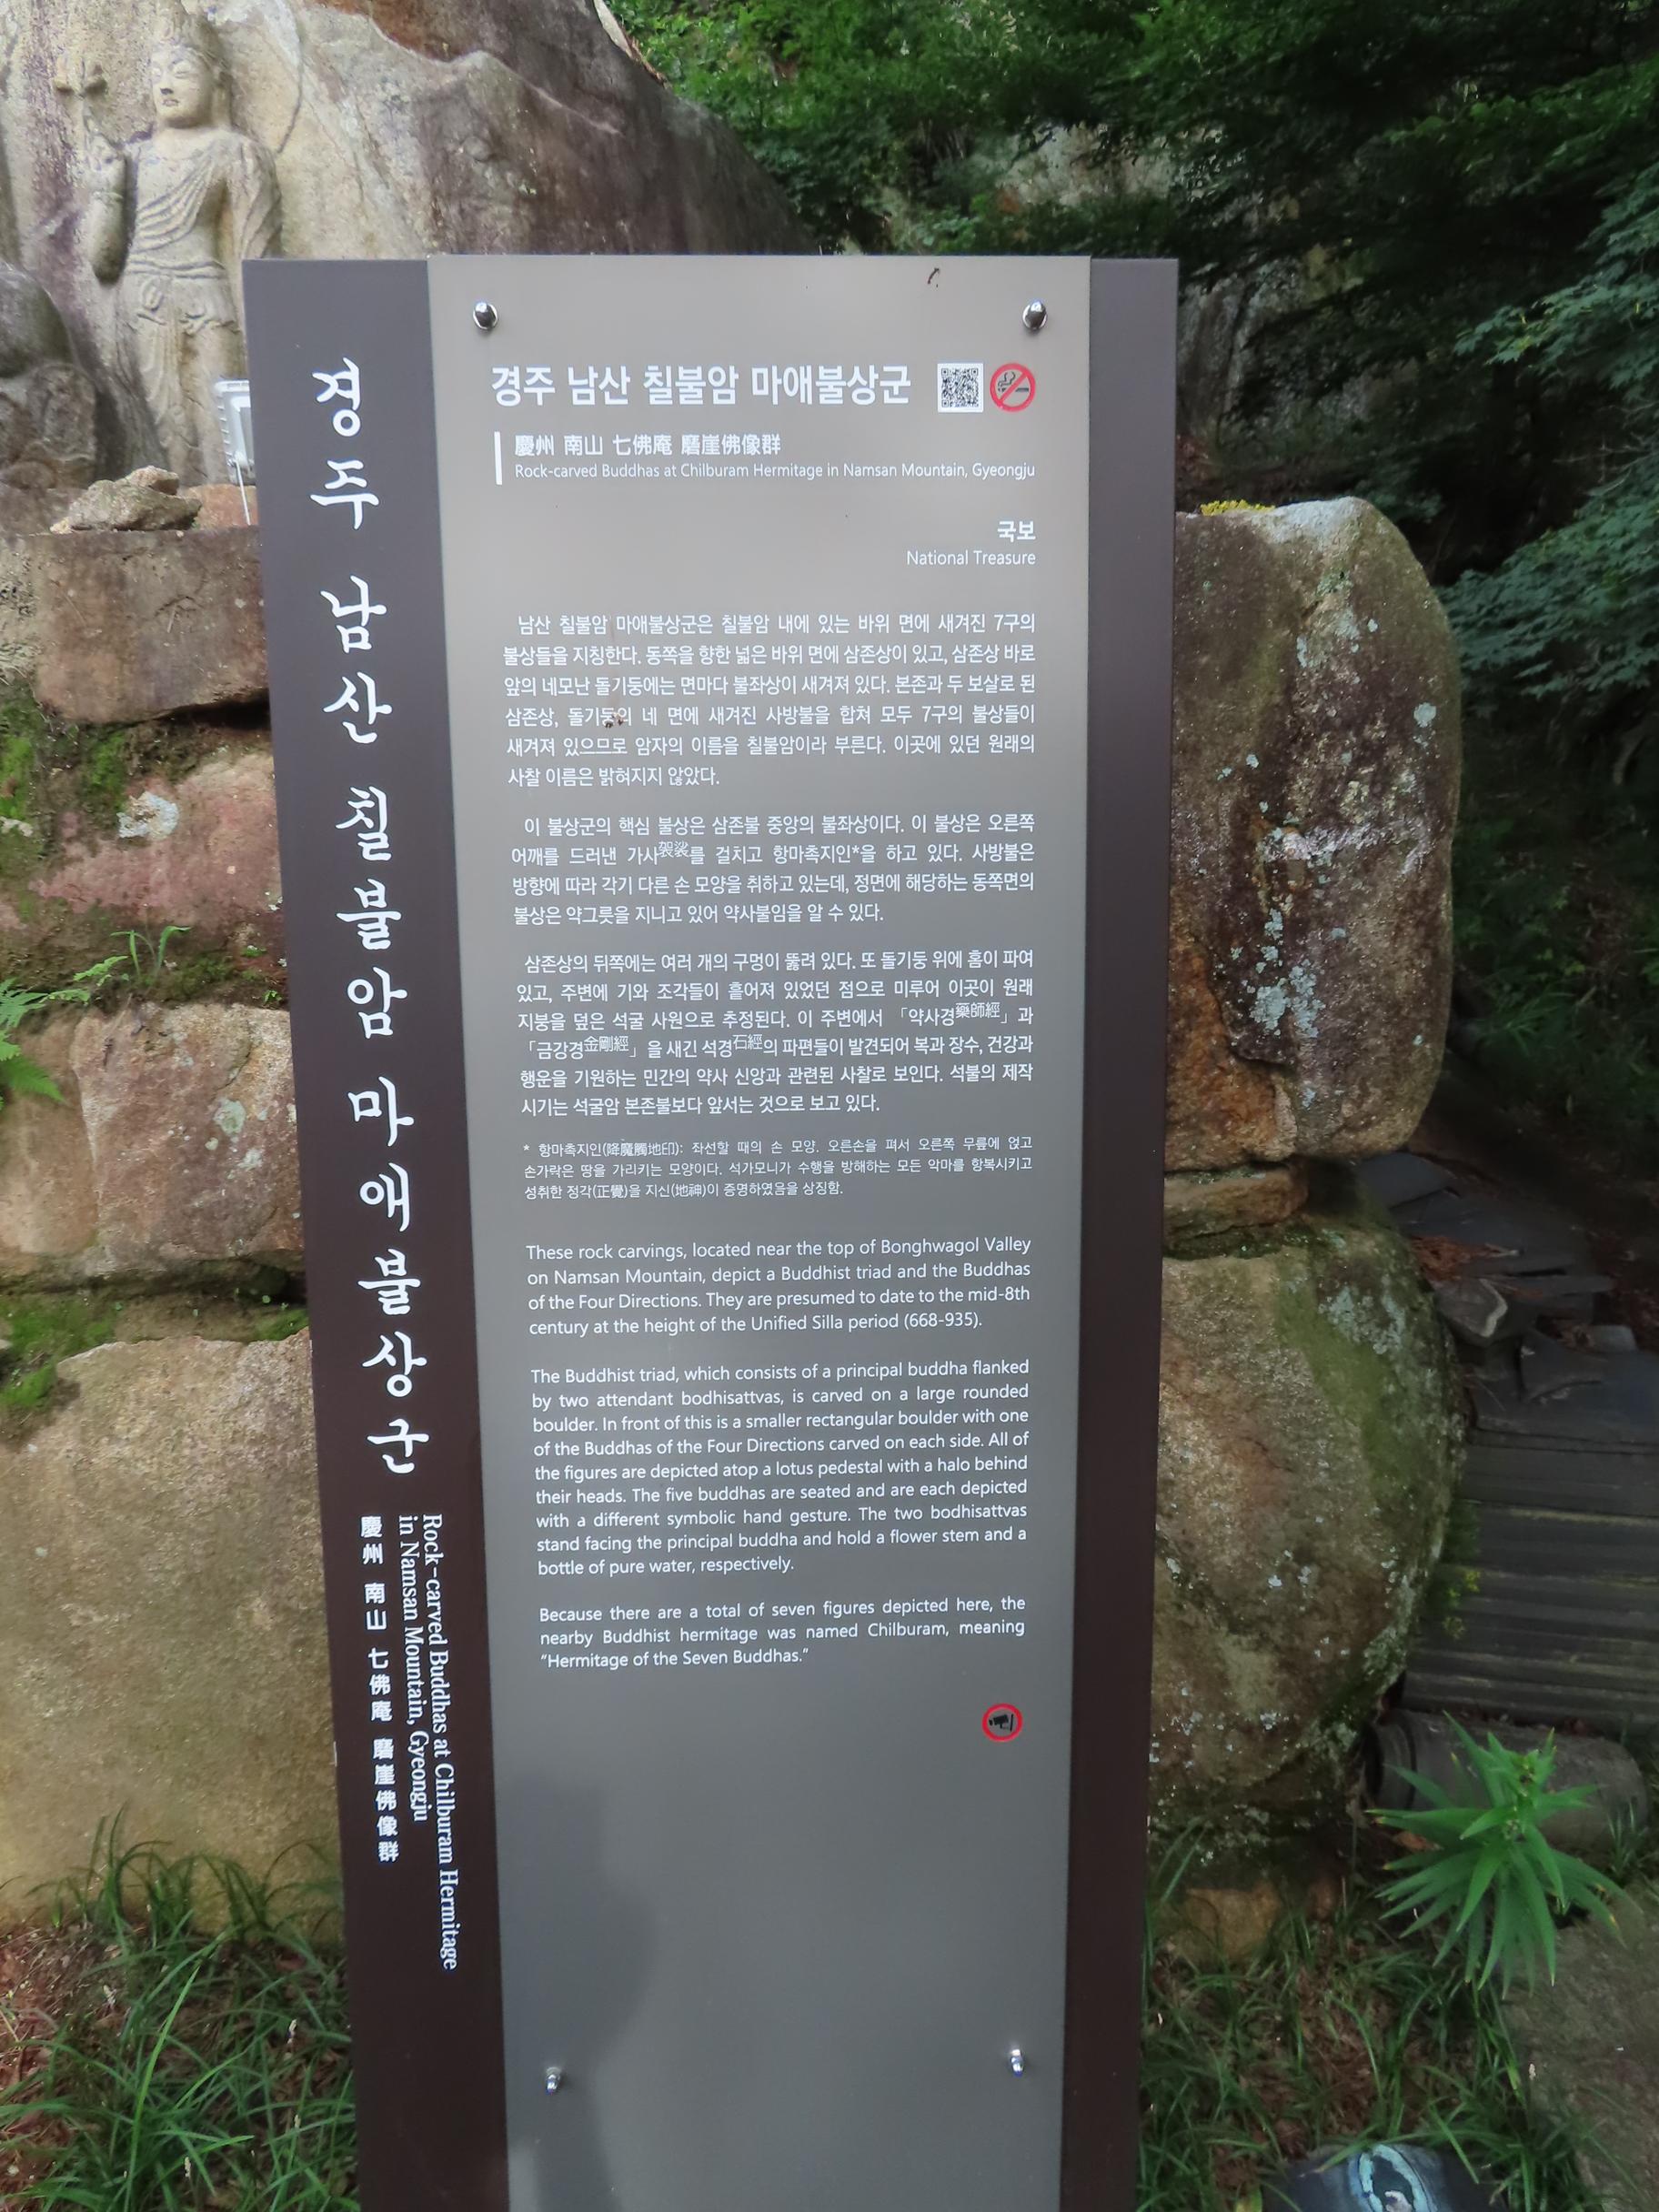 경주 남산 칠불암 마애불상군
慶州 南山 七佛庵 磨崖佛像群
Rock-carved Buddhas at Chilburam Hermitage in Namsan Mountain, Gyeongju
국보
National Treasure
남산 칠불암 마애불상군은 칠불암 내에 있는 바위 면에 새겨진 7구의
불상들을 지칭한다. 동쪽을 향한 넓은 바위 면에 삼존상이 있고, 삼존상 바로
앞의 네모난 돌기둥에는 면마다 불좌상이 새겨져 있다. 본존과 두 보살로 된
삼존상, 돌기둥의 네 면에 새겨진 사방불을 합쳐 모두 7구의 불상들이
새겨져 있으므로 암자의 이름을 칠불암이라 부른다. 이곳에 있던 원래의
사찰 이름은 밝혀지지 않았다.
이 불상군의 핵심 불상은 삼존불 중앙의 불좌상이다. 이 불상은 오른쪽
어깨를 드러낸 가사袈裟를 걸치고 항마촉지인*을 하고 있다. 사방불은
방향에 따라 각기 다른 손 모양을 취하고 있는데, 정면에 해당하는 동쪽면의
불상은 약그릇을 지니고 있어 약사불임을 알 수 있다.
삼존상의 뒤쪽에는 여러 개의 구멍이 뚫려 있다. 또 돌기둥 위에 홈이 파여
있고, 주변에 기와 조각들이 흩어져 있었던 점으로 미루어 이곳이 원래
지붕을 덮은 석굴 사원으로 추정된다. 이 주변에서 「약사경藥師經」과
「금강경金剛經」을 새긴 석경石經의 파편들이 발견되어 복과 장수, 건강과
행운을 기원하는 민간의 약사 신앙과 관련된 사찰로 보인다. 석불의 제작
시기는 석굴암 본존불보다 앞서는 것으로 보고 있다.
* 항마촉지인(降魔觸地印): 좌선할 때의 손 모양. 오른손을 펴서 오른쪽 무릎에 얹고
손가락은 땅을 가리키는 모양이다. 석가모니가 수행을 방해하는 모든 악마를 항복시키고
성취한 정각(正覺)을 지신(地神)이 증명하였음을 상징함.
These rock carvings, located near the top of Bonghwagol Valley
on Namsan Mountain, depict a Buddhist triad and the Buddhas
of the Four Directions. They are presumed to date to the mid-8th
century at the height of the Unified Silla period (668-935).
The Buddhist triad, which consists of a principal buddha flanked
by two attendant bodhisattvas, is carved on a large rounded
boulder. In front of this is a smaller rectangular boulder with one
of the Buddhas of the Four Directions carved on each side. All of
the figures are depicted atop a lotus pedestal with a halo behind
their heads. The five buddhas are seated and are each depicted
with a different symbolic hand gesture. The two bodhisattvas
stand facing the principal buddha and hold a flower stem and a
bottle of pure water, respectively.
Because there are a total of seven figures depicted here, the
nearby Buddhist hermitage was named Chilburam, meaning
“Hermitage of the Seven Buddhas.”
경주 남산 칠불암 마애불상군
Rock-carved Buddhas at Chilburam Hermitage
in Namsan Mountain, Gyeongju
慶州 南山 七佛庵 磨崖佛像群